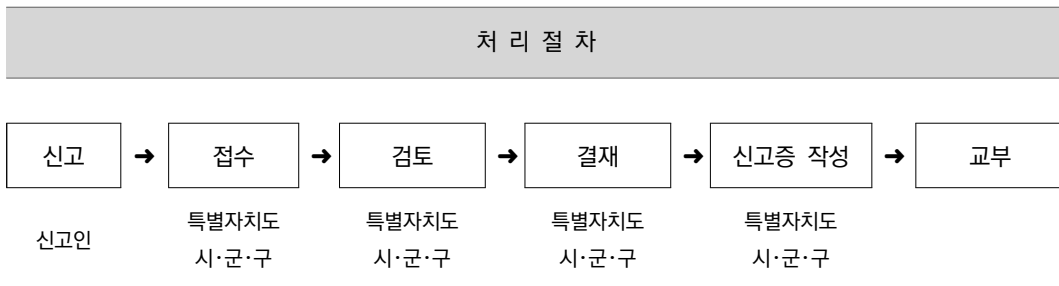 처 리 절 차
신고 ➜ 접수 ➜ 검토 ➜ 결재 ➜ 신고증 작성 ➜ 교부
신고인 특별자치도 특별자치도 특별자치도 특별자치도
시·군·구 시·군·구 시·군·구 시·군·구